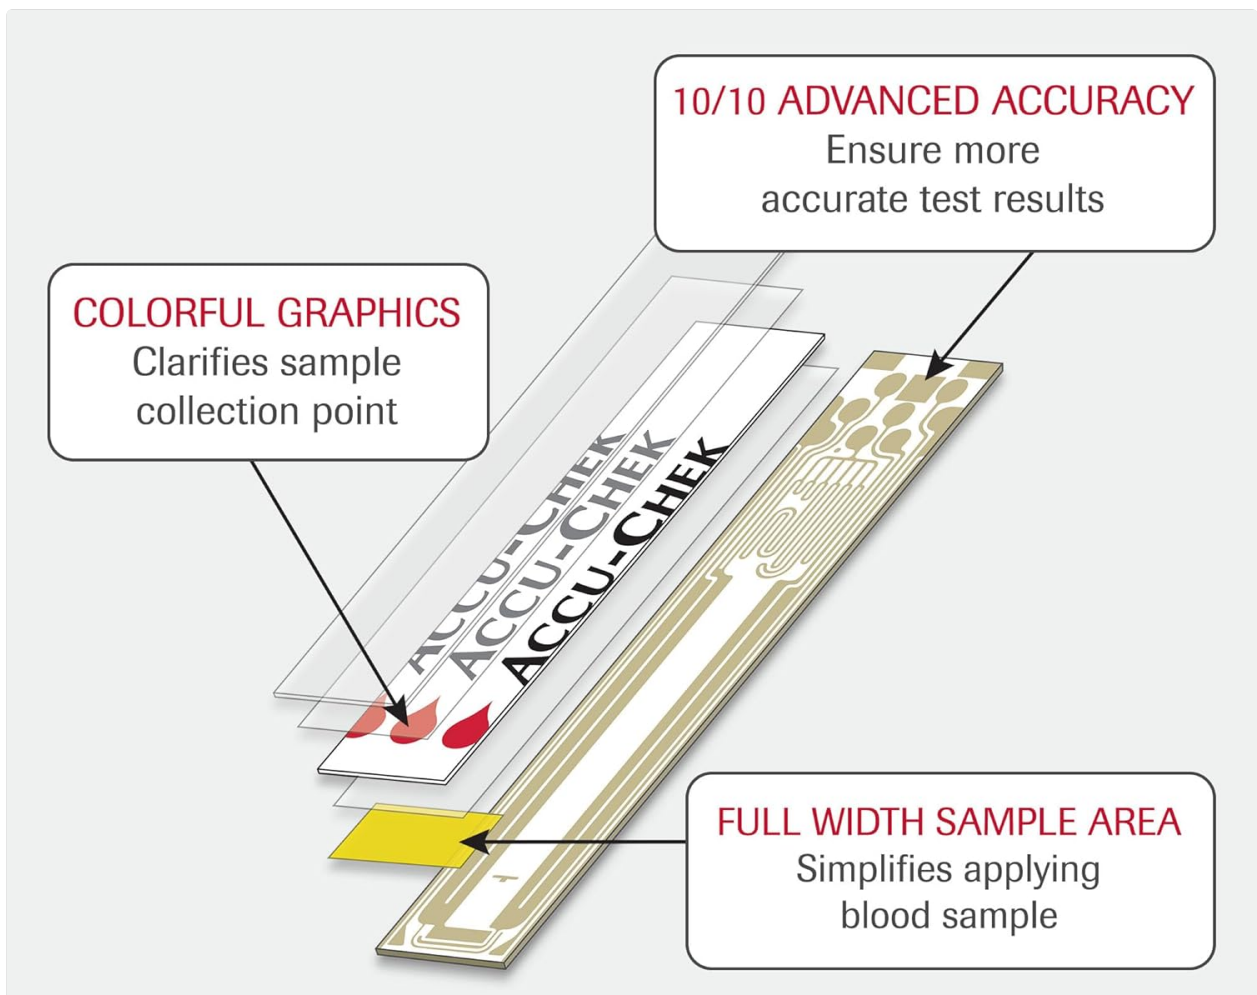 10/10 ADVANCED ACCURACY
Ensure more
accurate test results
COLORFUL GRAPHICS
Clarifies sample
collection point
ACCU-CHEK
ACCU-CHEK
ACCU-CHEK
FULL WIDTH SAMPLE AREA
Simplifies applying
blood sample